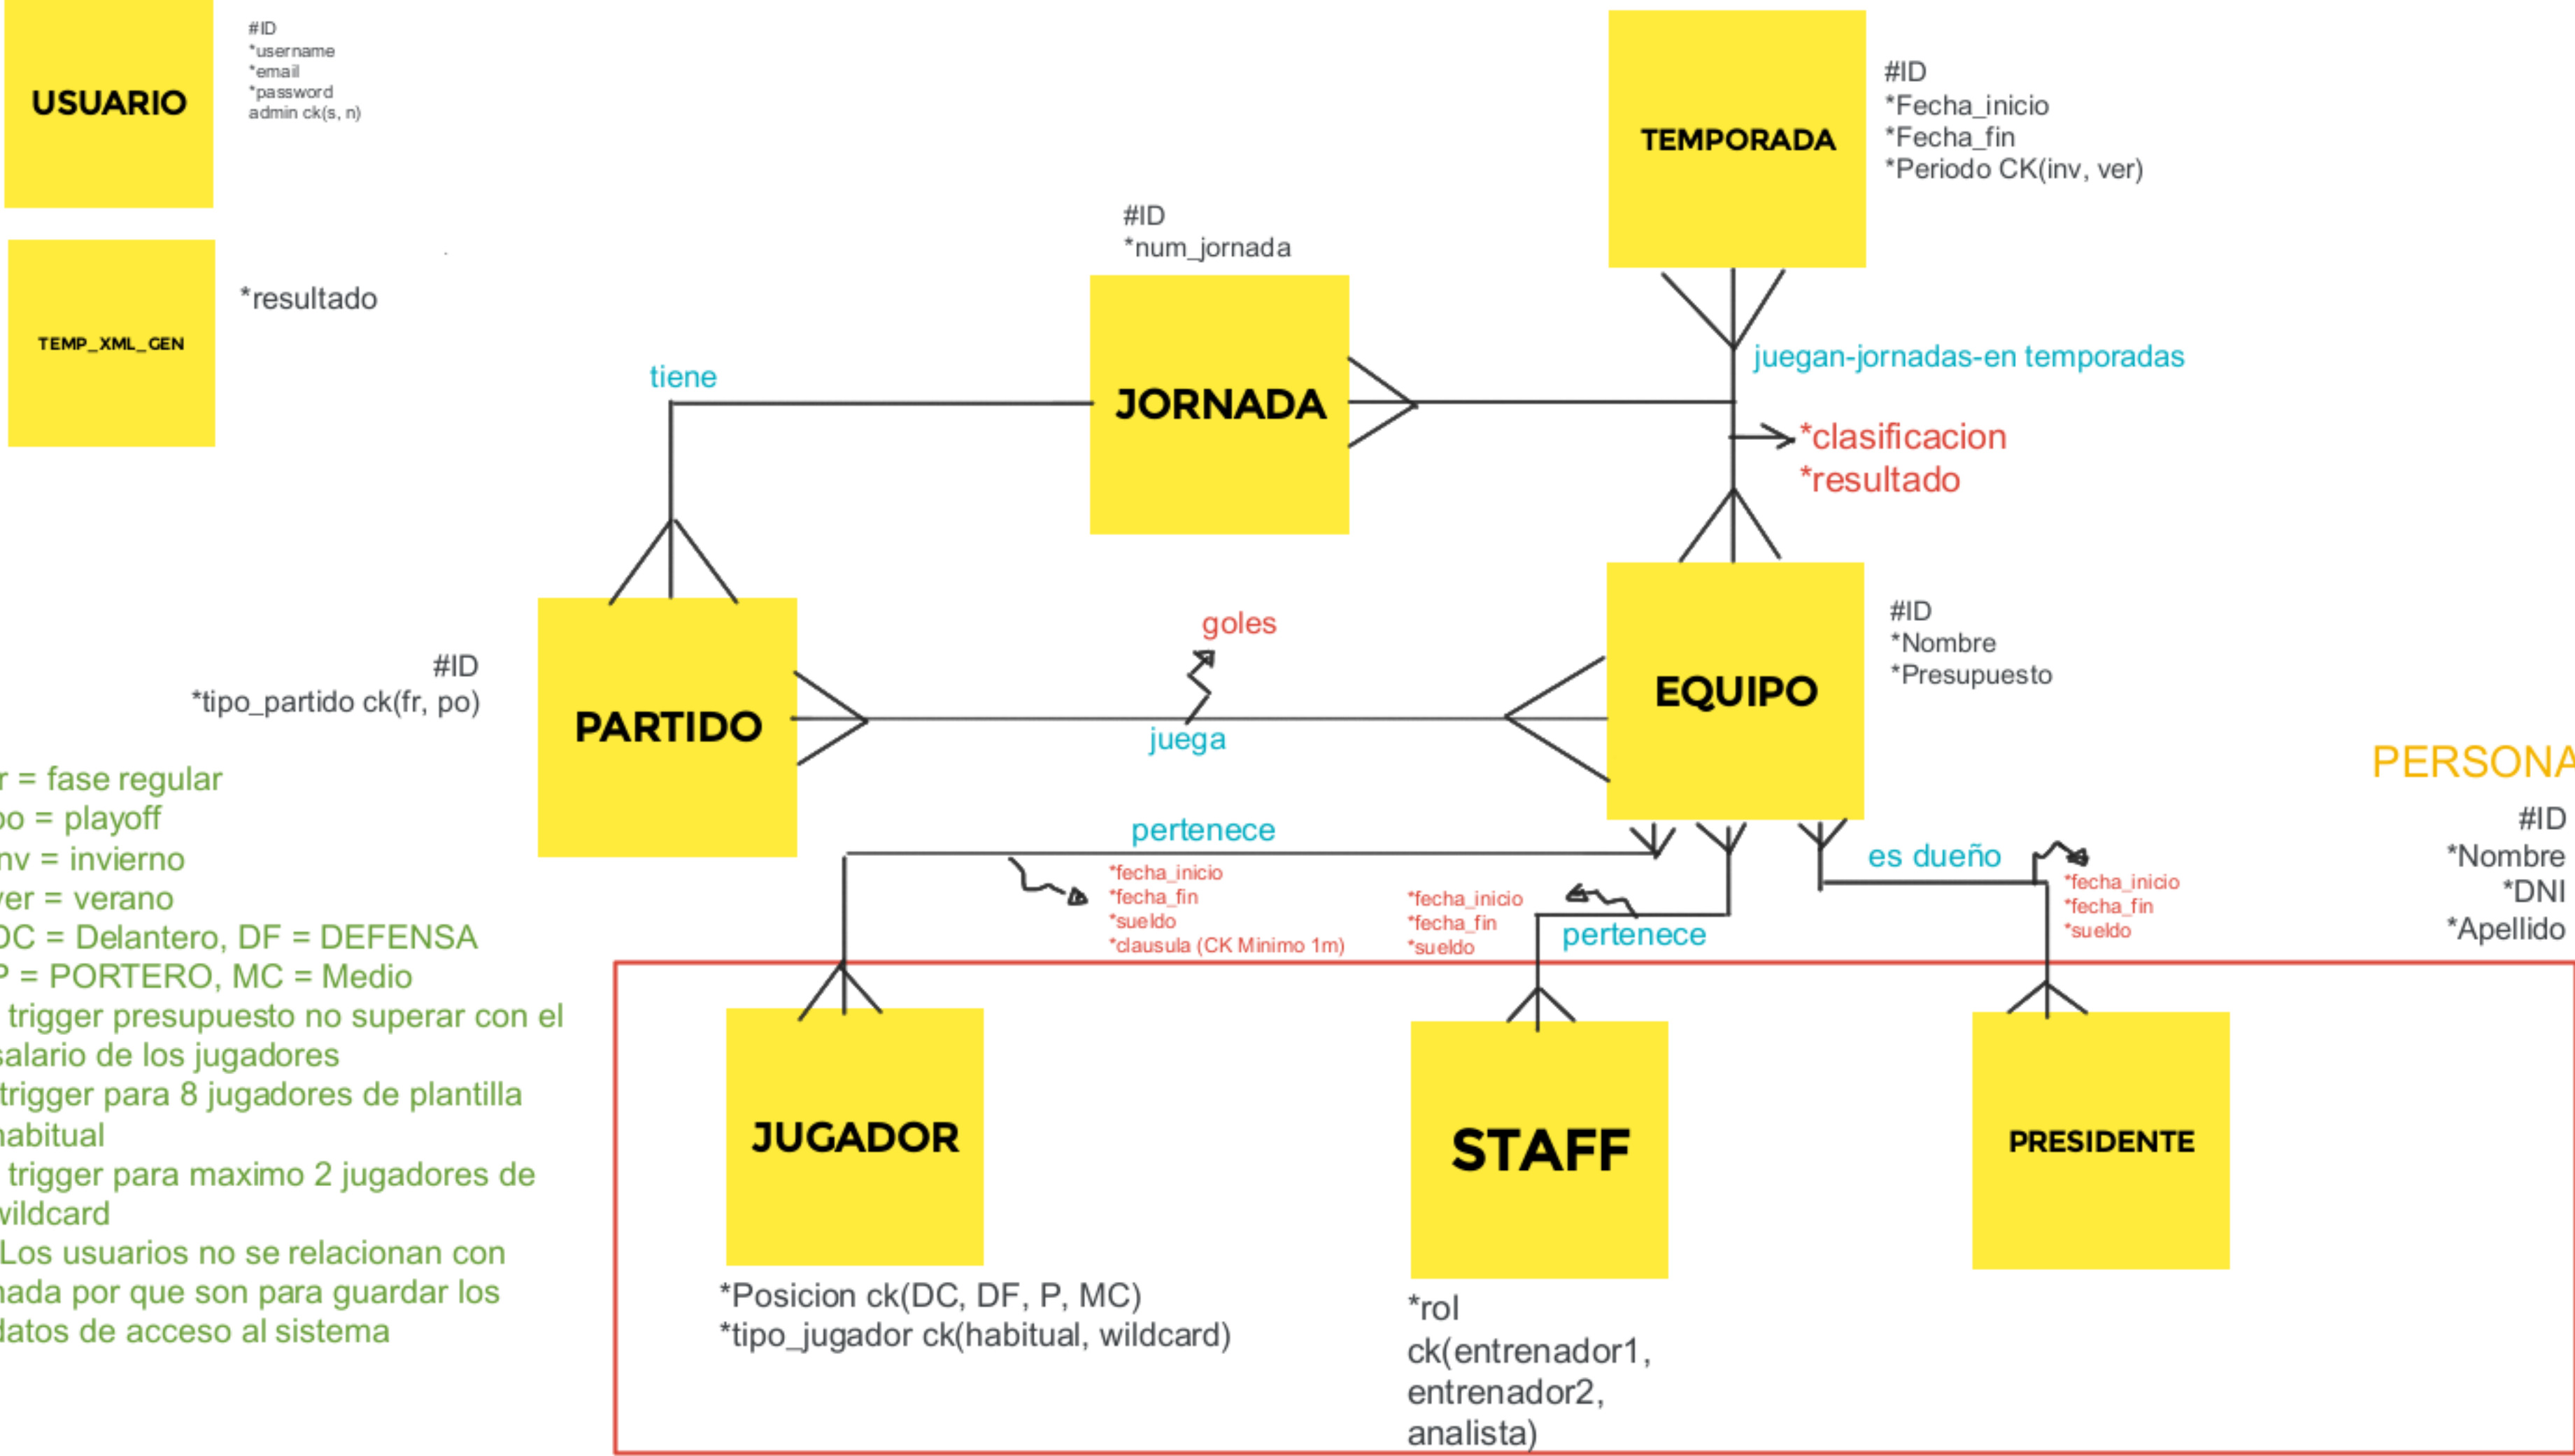 USUARIO
#ID
*username
*email
*password
admin ck(s, n)
TEMP_XML_GEN
*resultado
TEMPORADA
#ID
*Fecha_inicio
*Fecha_fin
*Periodo CK(inv, ver)
#ID
*num_jornada
JORNADA
tiene
juegan-jornadas-en temporadas
*clasificacion
*resultado
#ID
*tipo_partido ck(fr, po)
PARTIDO
goles
juega
EQUIPO
#ID
*Nombre
*Presupuesto
PERSONA
#ID
*Nombre
*DNI
*Apellido
r = fase regular
po = playoff
nv = invierno
ver = verano
DC = Delantero, DF = DEFENSA
P = PORTERO, MC = Medio
trigger presupuesto no superar con el
salario de los jugadores
trigger para 8 jugadores de plantilla
habitual
trigger para maximo 2 jugadores de
wildcard
Los usuarios no se relacionan con
nada por que son para guardar los
datos de acceso al sistema
pertenece
*fecha_inicio
*fecha_fin
*sueldo
*clausula (CK Minimo 1m)
*fecha_inicio
*fecha_fin
*sueldo
pertenece
es dueño
*fecha_inicio
*fecha_fin
*sueldo
JUGADOR
*Posicion ck(DC, DF, P, MC)
*tipo_jugador ck(habitual, wildcard)
STAFF
*rol
ck(entrenador1,
entrenador2,
analista)
PRESIDENTE